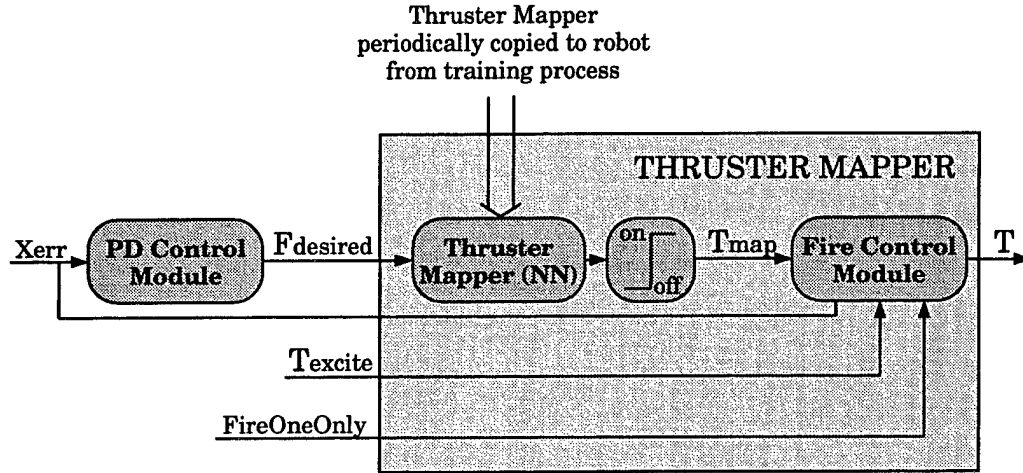 Thruster Mapper
periodically copied to robot
from training process
THRUSTER MAPPER
Xerr
PD Control
Module
Fdesired
Thruster
Mapper (NN)
on
off
Tmap
Fire Control
Module
T
Texcite
FireOneOnly